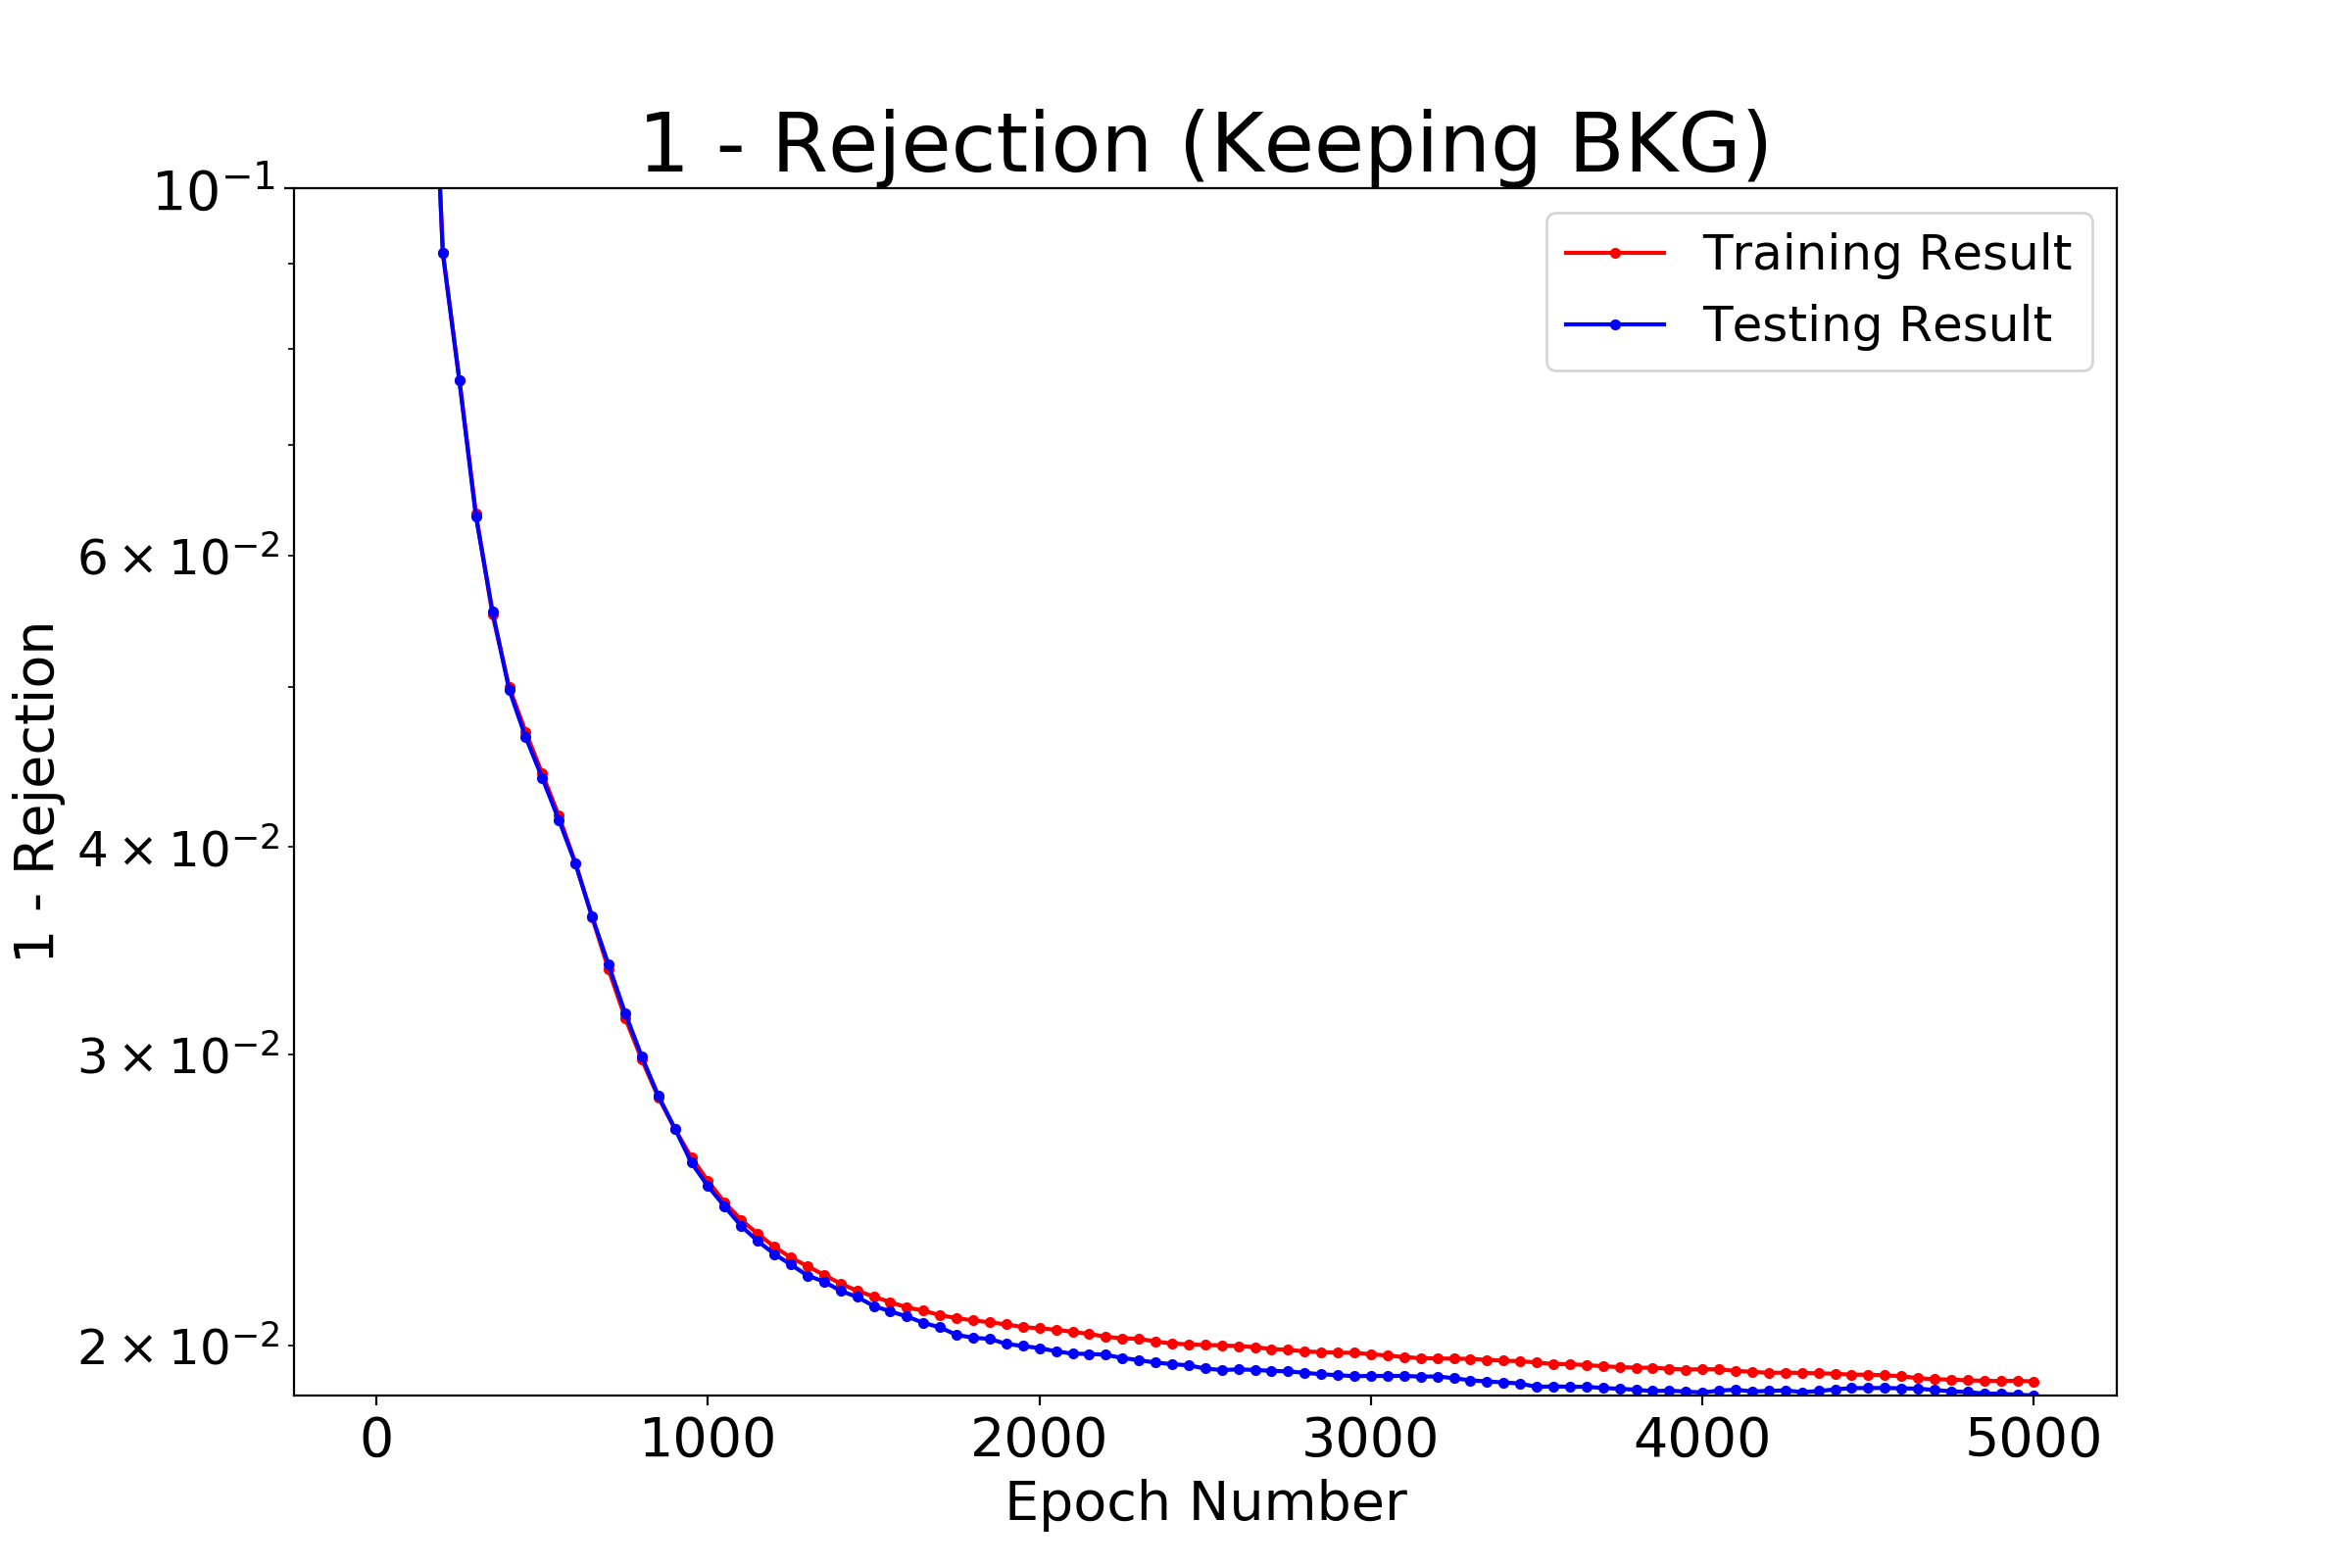 1 - Rejection (Keeping BKG)
10⁻¹
6 × 10⁻²
4 × 10⁻²
3 × 10⁻²
2 × 10⁻²
1 - Rejection
Training Result
Testing Result
0 1000 2000 3000 4000 5000
Epoch Number